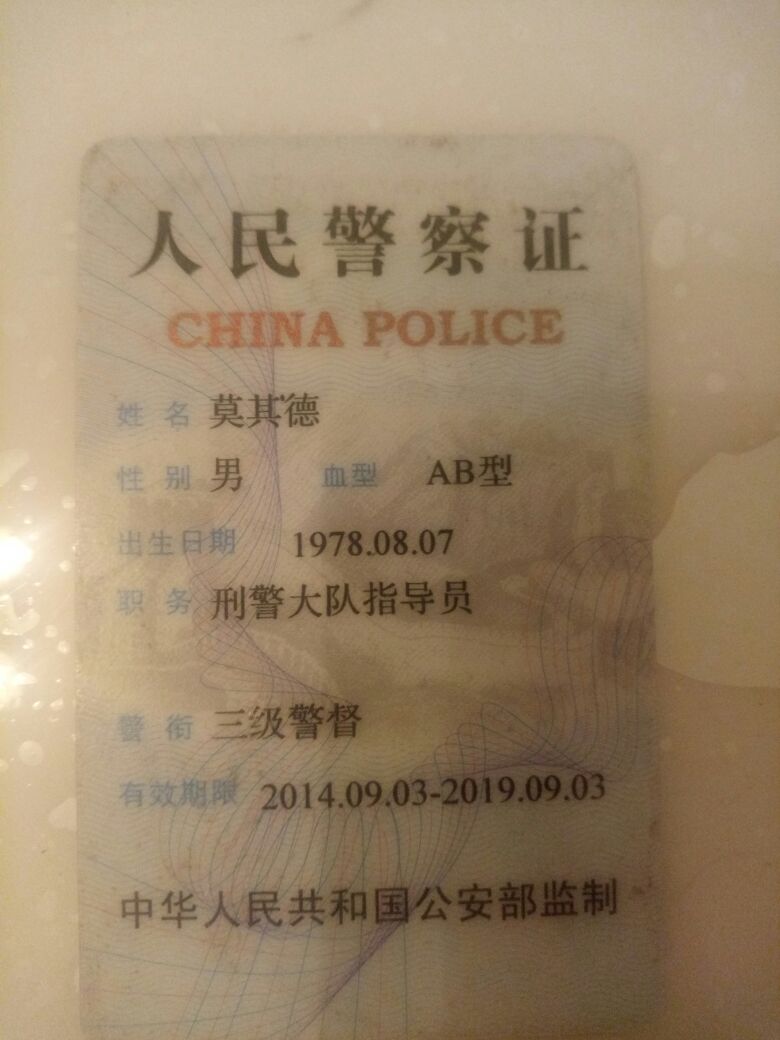 人民警察证
CHINA POLICE
姓名 莫其德
性别 男 血型 AB型
出生日期 1978.08.07
职务 刑警大队指导员
警衔 三级警督
有效期限 2014.09.03-2019.09.03
中华人民共和国公安部监制